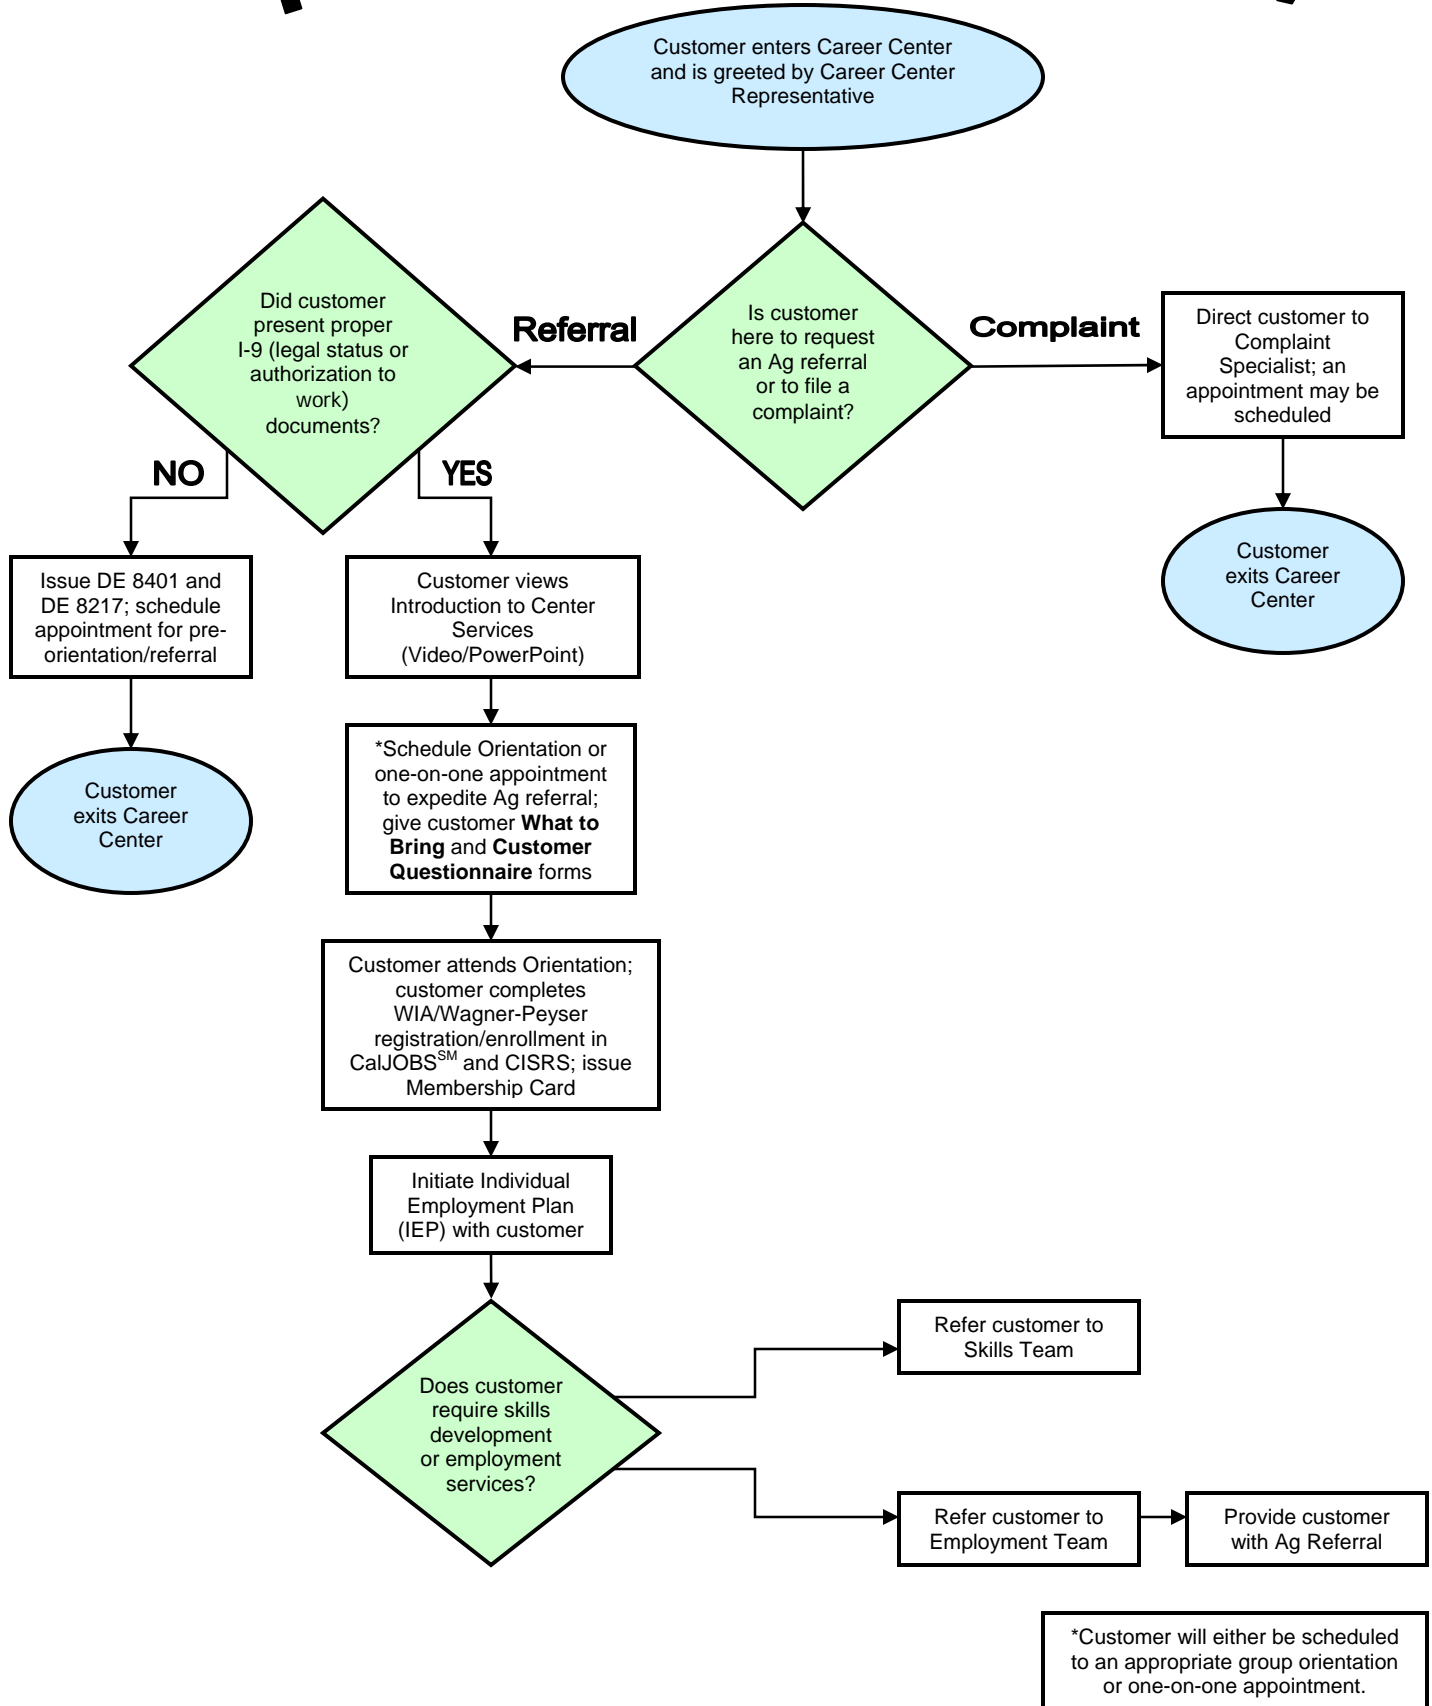 Customer enters Career Center
and is greeted by Career Center
Representative
Is customer
here to request
an Ag referral
or to file a
complaint?
Referral
Complaint
Did customer
present proper
I-9 (legal status or
authorization to
work)
documents?
Direct customer to
Complaint
Specialist; an
appointment may be
scheduled
Customer
exits Career
Center
NO
YES
Issue DE 8401 and
DE 8217; schedule
appointment for pre-
orientation/referral
Customer
exits Career
Center
Customer views
Introduction to Center
Services
(Video/PowerPoint)
*Schedule Orientation or
one-on-one appointment
to expedite Ag referral;
give customer What to
Bring and Customer
Questionnaire forms
Customer attends Orientation;
customer completes
WIA/Wagner-Peyser
registration/enrollment in
CalJOBS℠ and CISRS; issue
Membership Card
Initiate Individual
Employment Plan
(IEP) with customer
Does customer
require skills
development
or employment
services?
Refer customer to
Skills Team
Refer customer to
Employment Team
Provide customer
with Ag Referral
*Customer will either be scheduled
to an appropriate group orientation
or one-on-one appointment.